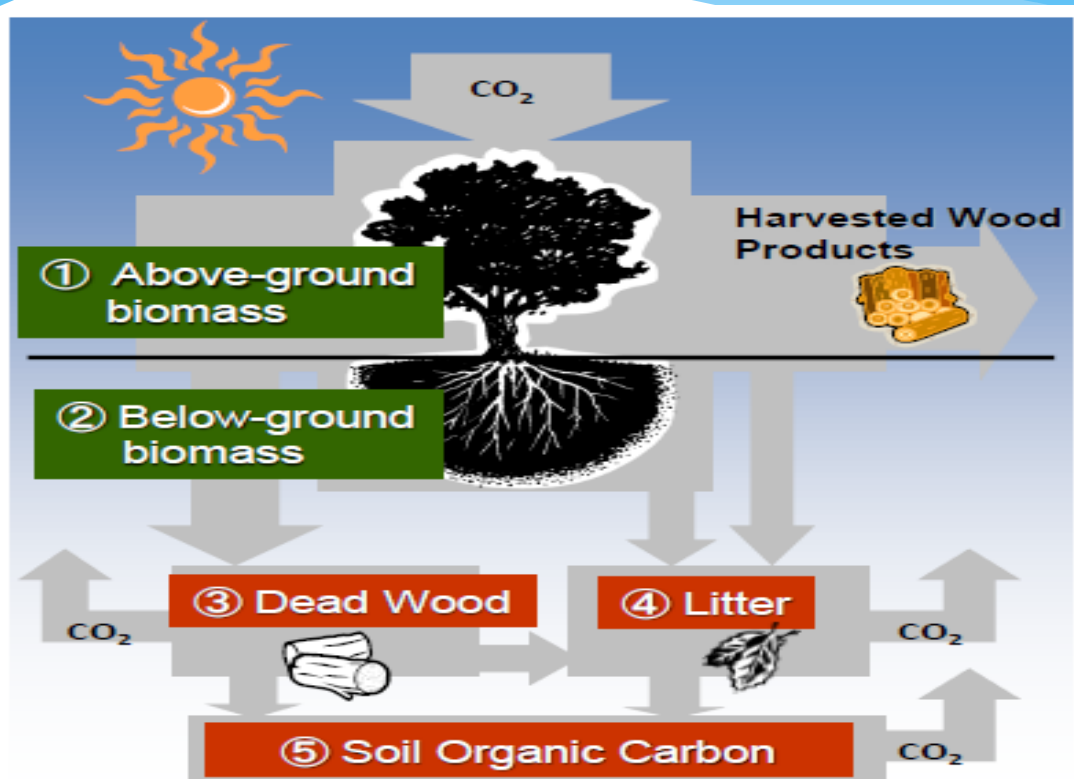 CO₂
Harvested Wood
Products
① Above-ground
biomass
② Below-ground
biomass
③ Dead Wood
④ Litter
CO₂
CO₂
⑤ Soil Organic Carbon
CO₂